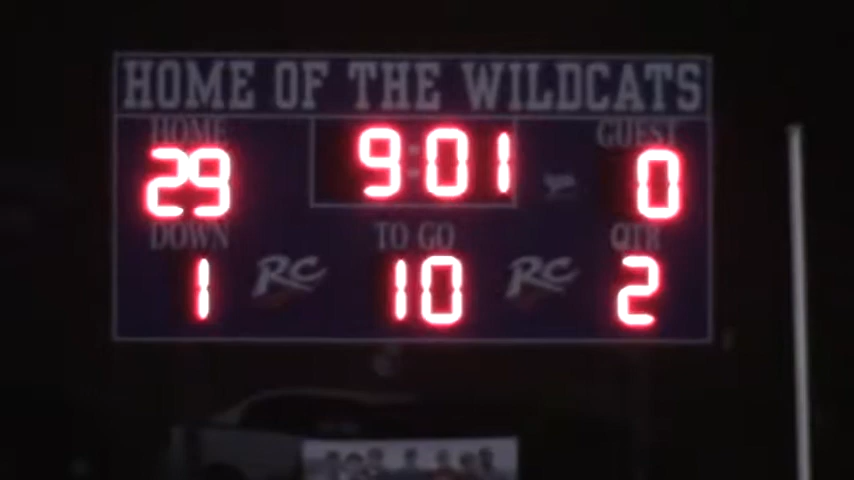 HOME OF THE WILDCATS
HOME 9:01 GUEST
29 0
DOWN TO GO QTR
1 RC 10 RC 2